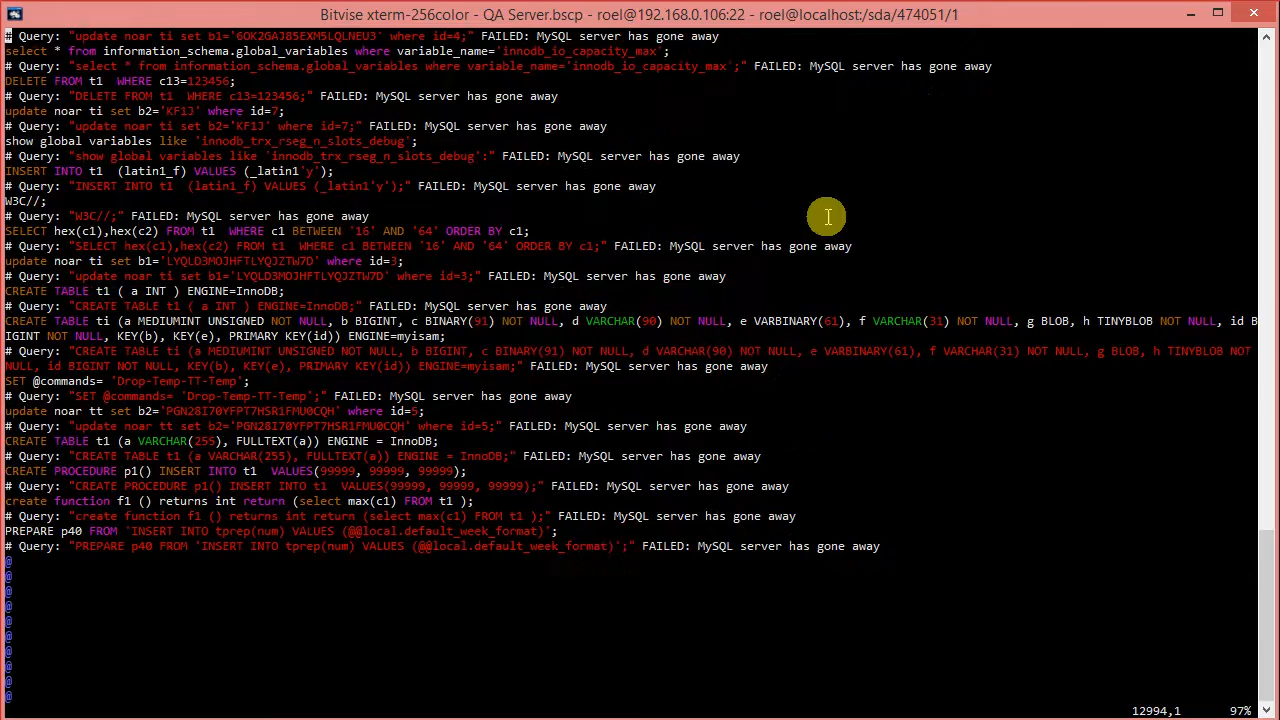 Bitvise xterm-256color - QA Server.bscp - roel@192.168.0.106:22 - roel@localhost:/sda/474051/1
# Query: "update noar ti set b1='6OK2GAJ85EXM5LQLNEU3' where id=4;" FAILED: MySQL server has gone away
select * from information_schema.global_variables where variable_name='innodb_io_capacity_max';
# Query: "select * from information_schema.global_variables where variable_name='innodb_io_capacity_max';" FAILED: MySQL server has gone away
DELETE FROM t1  WHERE c13=123456;
# Query: "DELETE FROM t1  WHERE c13=123456;" FAILED: MySQL server has gone away
update noar ti set b2='KF1J' where id=7;
# Query: "update noar ti set b2='KF1J' where id=7;" FAILED: MySQL server has gone away
show global variables like 'innodb_trx_rseg_n_slots_debug';
# Query: "show global variables like 'innodb_trx_rseg_n_slots_debug';" FAILED: MySQL server has gone away
INSERT INTO t1  (latin1_f) VALUES (_latin1'y');
# Query: "INSERT INTO t1  (latin1_f) VALUES (_latin1'y');" FAILED: MySQL server has gone away
W3C//;
# Query: "W3C//;" FAILED: MySQL server has gone away
SELECT hex(c1),hex(c2) FROM t1  WHERE c1 BETWEEN '16' AND '64' ORDER BY c1;
# Query: "SELECT hex(c1),hex(c2) FROM t1  WHERE c1 BETWEEN '16' AND '64' ORDER BY c1;" FAILED: MySQL server has gone away
update noar ti set b1='LYQLD3MOJHFTLYQJZTW7D' where id=3;
# Query: "update noar ti set b1='LYQLD3MOJHFTLYQJZTW7D' where id=3;" FAILED: MySQL server has gone away
CREATE TABLE t1 ( a INT ) ENGINE=InnoDB;
# Query: "CREATE TABLE t1 ( a INT ) ENGINE=InnoDB;" FAILED: MySQL server has gone away
CREATE TABLE ti (a MEDIUMINT UNSIGNED NOT NULL, b BIGINT, c BINARY(91) NOT NULL, d VARCHAR(90) NOT NULL, e VARBINARY(61), f VARCHAR(31) NOT NULL, g BLOB, h TINYBLOB NOT NULL, id B
IGINT NOT NULL, KEY(b), KEY(e), PRIMARY KEY(id)) ENGINE=myisam;
# Query: "CREATE TABLE ti (a MEDIUMINT UNSIGNED NOT NULL, b BIGINT, c BINARY(91) NOT NULL, d VARCHAR(90) NOT NULL, e VARBINARY(61), f VARCHAR(31) NOT NULL, g BLOB, h TINYBLOB NOT
NULL, id BIGINT NOT NULL, KEY(b), KEY(e), PRIMARY KEY(id)) ENGINE=myisam;" FAILED: MySQL server has gone away
SET @commands= 'Drop-Temp-TT-Temp';
# Query: "SET @commands= 'Drop-Temp-TT-Temp';" FAILED: MySQL server has gone away
update noar tt set b2='PGN28I70YFPT7HSR1FMU0CQH' where id=5;
# Query: "update noar tt set b2='PGN28I70YFPT7HSR1FMU0CQH' where id=5;" FAILED: MySQL server has gone away
CREATE TABLE t1 (a VARCHAR(255), FULLTEXT(a)) ENGINE = InnoDB;
# Query: "CREATE TABLE t1 (a VARCHAR(255), FULLTEXT(a)) ENGINE = InnoDB;" FAILED: MySQL server has gone away
CREATE PROCEDURE p1() INSERT INTO t1  VALUES(99999, 99999, 99999);
# Query: "CREATE PROCEDURE p1() INSERT INTO t1  VALUES(99999, 99999, 99999);" FAILED: MySQL server has gone away
create function f1 () returns int return (select max(c1) FROM t1 );
# Query: "create function f1 () returns int return (select max(c1) FROM t1 );" FAILED: MySQL server has gone away
PREPARE p40 FROM 'INSERT INTO tprep(num) VALUES (@@local.default_week_format)';
# Query: "PREPARE p40 FROM 'INSERT INTO tprep(num) VALUES (@@local.default_week_format)';" FAILED: MySQL server has gone away
@
@
@
@
@
@
@
@
@
@
12994,1 97%